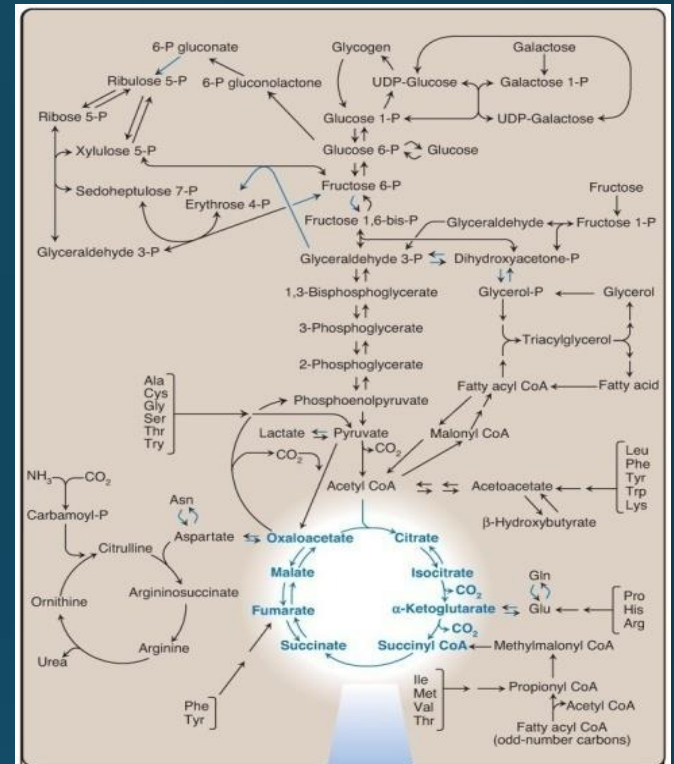 6-P gluconate
Glycogen
Galactose
Ribulose 5-P
6-P gluconolactone
UDP-Glucose
Galactose 1-P
Ribose 5-P
Glucose 1-P
UDP-Galactose
Xylulose 5-P
Glucose 6-P
Glucose
Fructose 6-P
Sedoheptulose 7-P
Erythrose 4-P
Fructose
Fructose 1,6-bis-P
Glyceraldehyde
Fructose 1-P
Glyceraldehyde 3-P
Glyceraldehyde 3-P
Dihydroxyacetone-P
1,3-Bisphosphoglycerate
Glycerol-P
Glycerol
3-Phosphoglycerate
Triacylglycerol
2-Phosphoglycerate
Ala
Cys
Gly
Ser
Thr
Try
Fatty acyl CoA
Fatty acid
Phosphoenolpyruvate
Lactate
Pyruvate
Malonyl CoA
CO2
CO2
Leu
Phe
Tyr
Trp
Lys
NH3
CO2
Acetyl CoA
Acetoacetate
Carbamoyl-P
Asn
β-Hydroxybutyrate
Citrulline
Aspartate
Oxaloacetate
Citrate
Malate
Isocitrate
Gln
CO2
Ornithine
Argininosuccinate
Fumarate
α-Ketoglutarate
Glu
Pro
His
Arg
CO2
Arginine
Succinate
Succinyl CoA
Methylmalonyl CoA
Urea
Phe
Tyr
Ile
Met
Val
Thr
Propionyl CoA
Acetyl CoA
Fatty acyl CoA
(odd-number carbons)